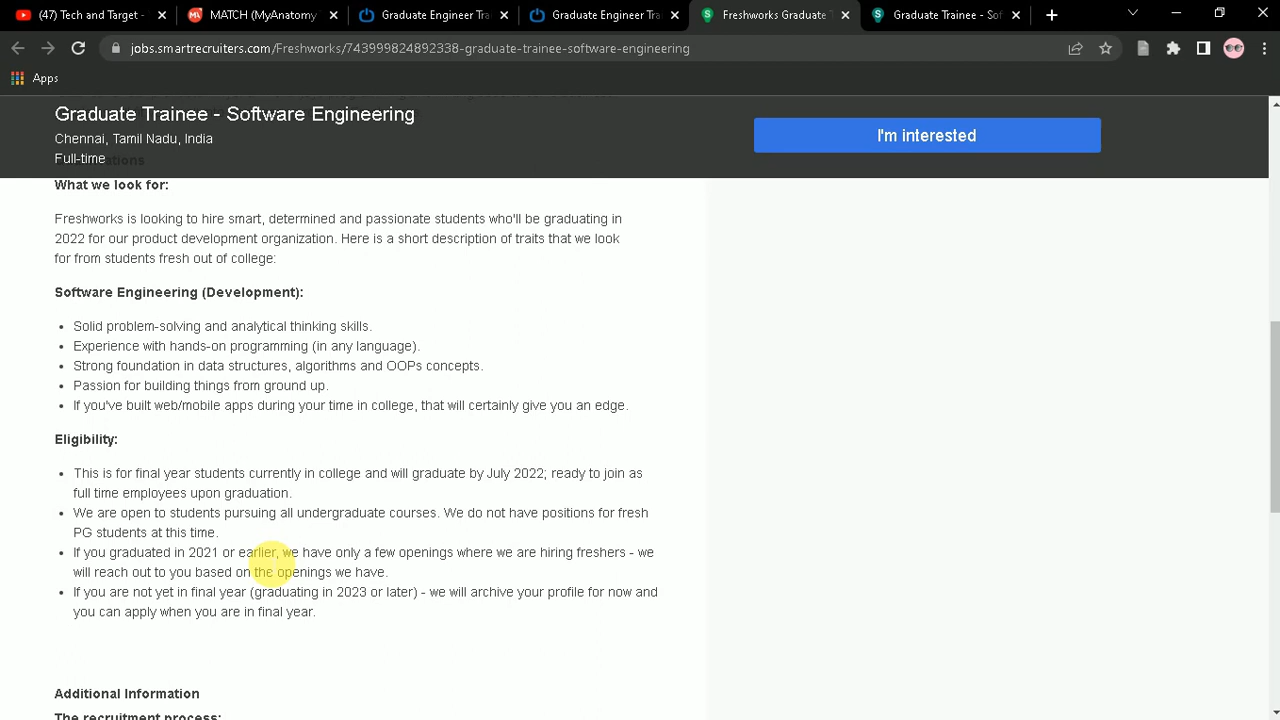 (47) Tech and Target -
MATCH (MyAnatomy
Graduate Engineer Tra
Graduate Engineer Tra
Freshworks Graduate T
Graduate Trainee - Sof
jobs.smartrecruiters.com/Freshworks/743999824892338-graduate-trainee-software-engineering
Apps
Graduate Trainee - Software Engineering
Chennai, Tamil Nadu, India
Full-time
I'm interested
What we look for:
Freshworks is looking to hire smart, determined and passionate students who'll be graduating in
2022 for our product development organization. Here is a short description of traits that we look
for from students fresh out of college:
Software Engineering (Development):
• Solid problem-solving and analytical thinking skills.
• Experience with hands-on programming (in any language).
• Strong foundation in data structures, algorithms and OOPs concepts.
• Passion for building things from ground up.
• If you've built web/mobile apps during your time in college, that will certainly give you an edge.
Eligibility:
• This is for final year students currently in college and will graduate by July 2022; ready to join as
full time employees upon graduation.
• We are open to students pursuing all undergraduate courses. We do not have positions for fresh
PG students at this time.
• If you graduated in 2021 or earlier, we have only a few openings where we are hiring freshers - we
will reach out to you based on the openings we have.
• If you are not yet in final year (graduating in 2023 or later) - we will archive your profile for now and
you can apply when you are in final year.
Additional Information
The recruitment process: